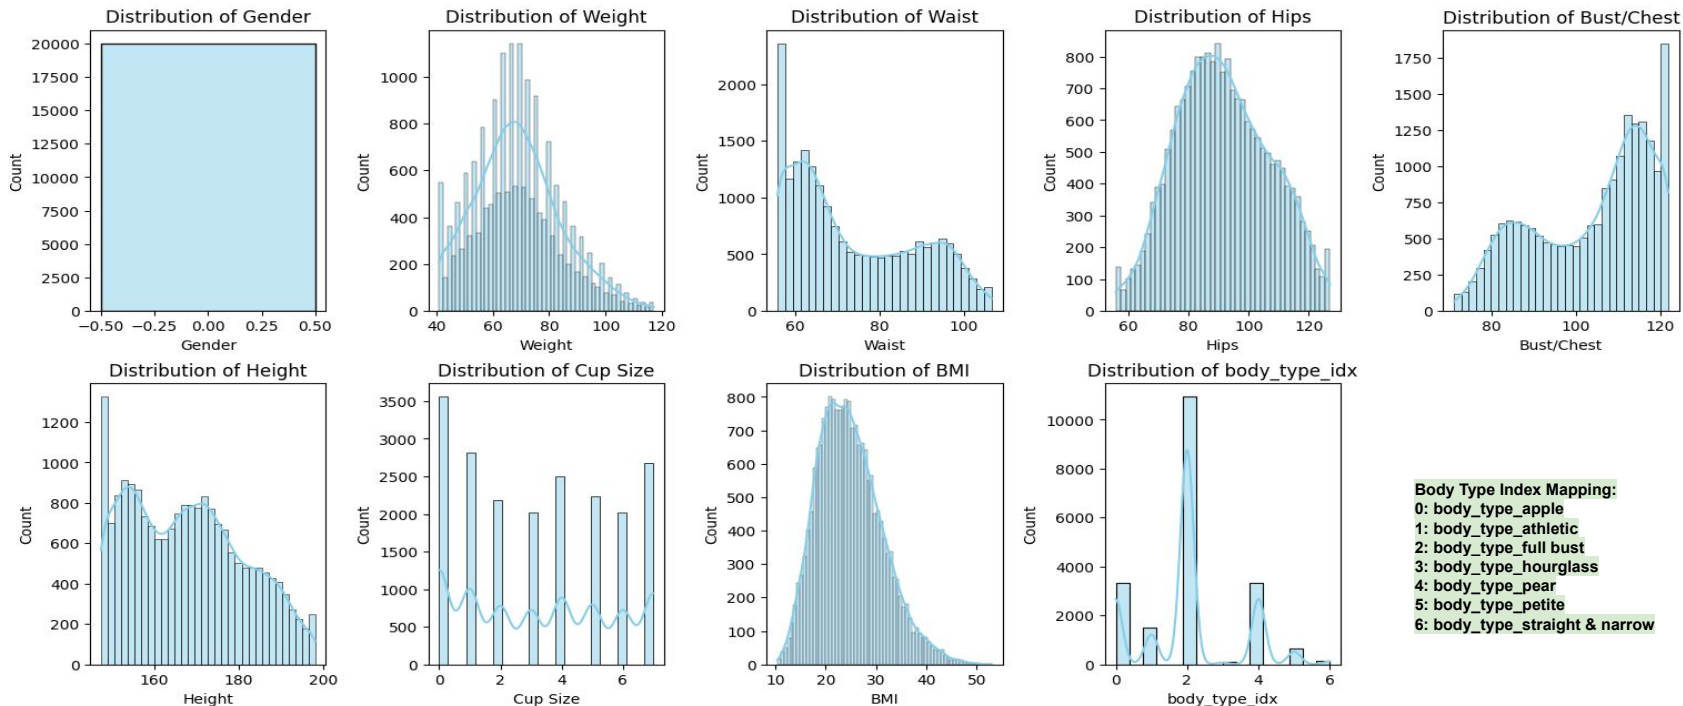 Distribution of Gender
20000
17500
15000
12500
10000
7500
5000
2500
0
Count
−0.50 −0.25 0.00 0.25 0.50
Gender
Distribution of Weight
1000
800
600
400
200
0
Count
40 60 80 100 120
Weight
Distribution of Waist
2000
1500
1000
500
0
Count
60 80 100
Waist
Distribution of Hips
800
700
600
500
400
300
200
100
0
Count
60 80 100 120
Hips
Distribution of Bust/Chest
1750
1500
1250
1000
750
500
250
0
Count
80 100 120
Bust/Chest
Distribution of Height
1200
1000
800
600
400
200
0
Count
160 180 200
Height
Distribution of Cup Size
3500
3000
2500
2000
1500
1000
500
0
Count
0 2 4 6
Cup Size
Distribution of BMI
800
700
600
500
400
300
200
100
0
Count
10 20 30 40 50
BMI
Distribution of body_type_idx
10000
8000
6000
4000
2000
0
Count
0 2 4 6
body_type_idx
Body Type Index Mapping:
0: body_type_apple
1: body_type_athletic
2: body_type_full bust
3: body_type_hourglass
4: body_type_pear
5: body_type_petite
6: body_type_straight & narrow